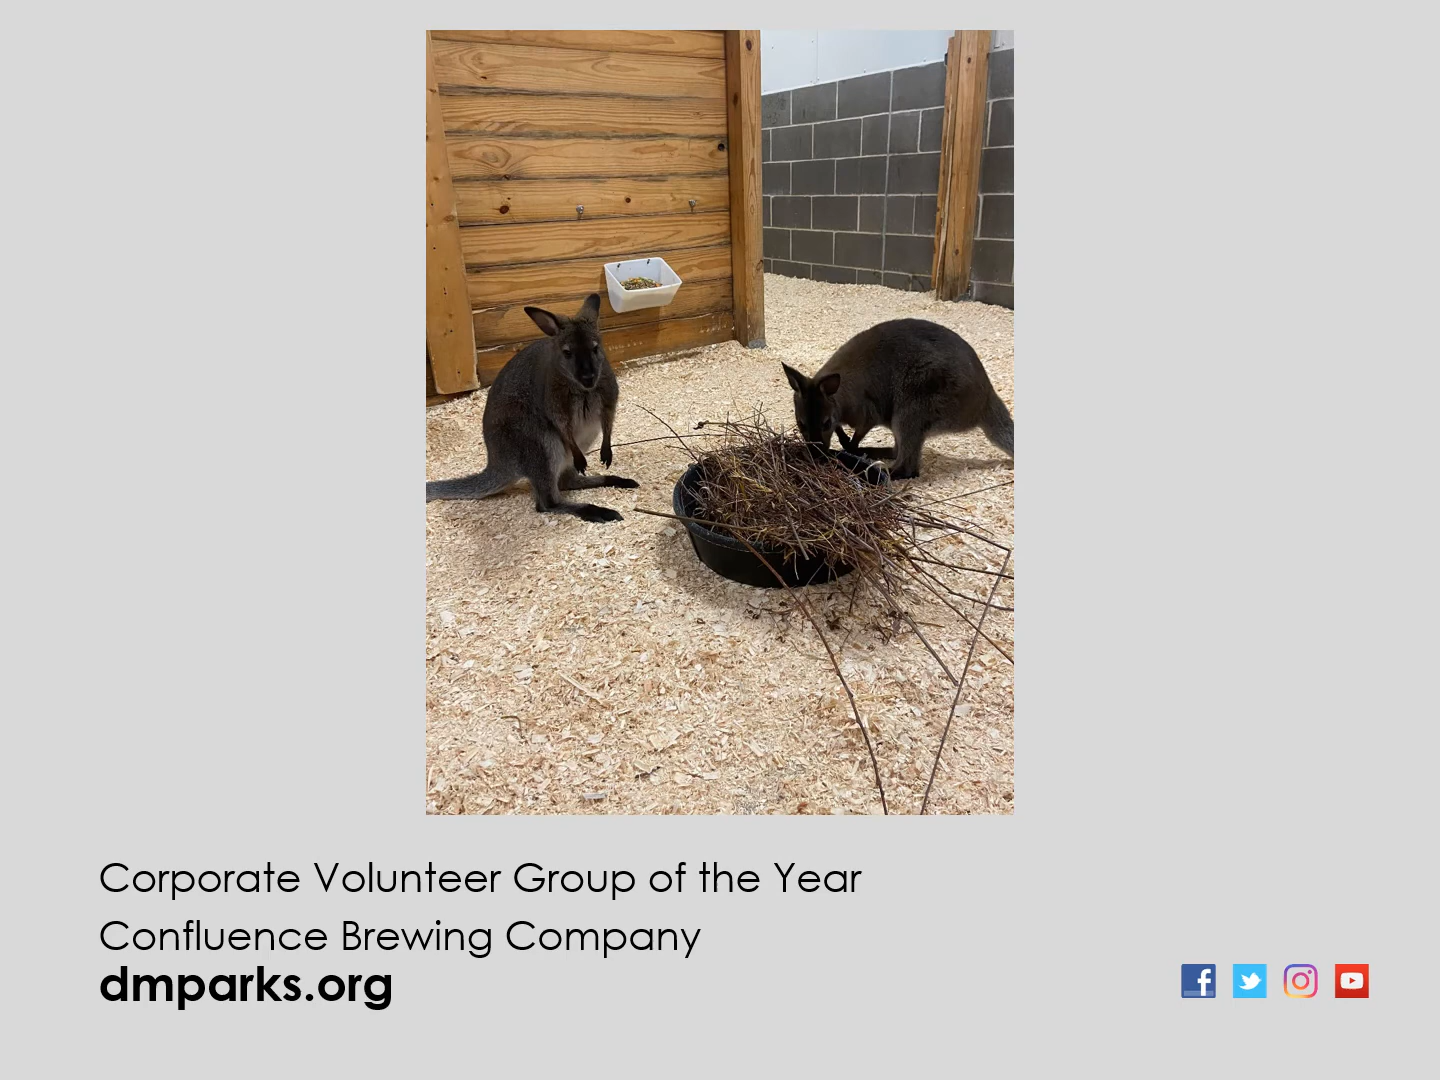 Corporate Volunteer Group of the Year
Confluence Brewing Company
dmparks.org